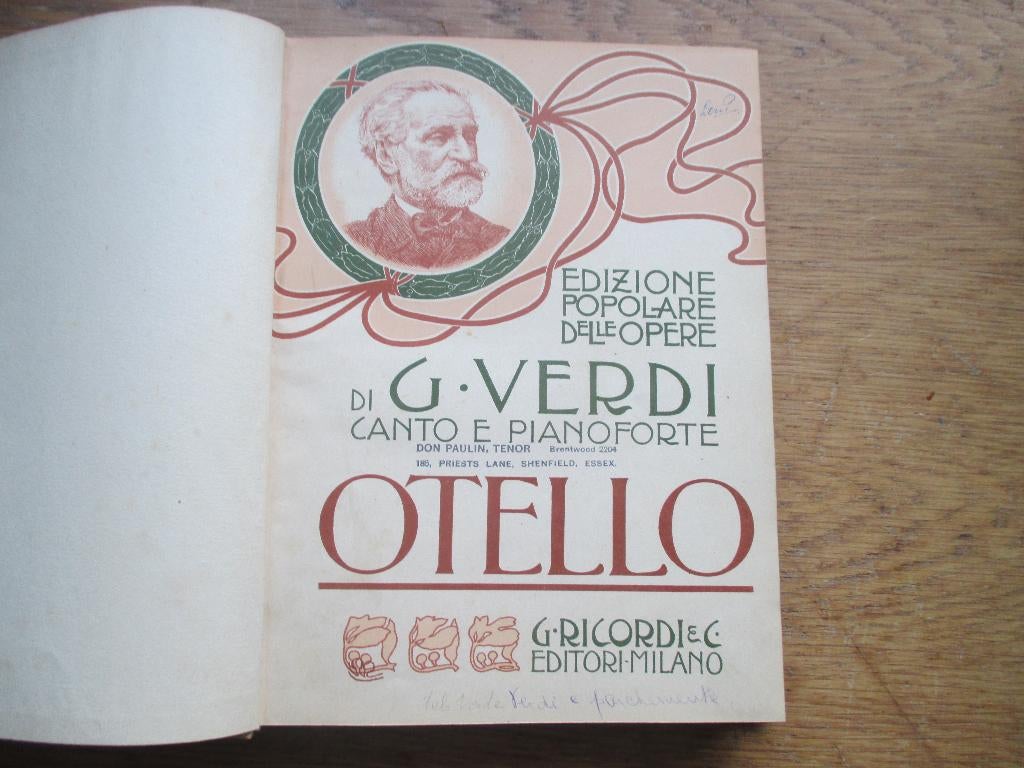 EDIZIONE
POPOLARE
DELLE OPERE
DI G·VERDI
CANTO E PIANOFORTE
DON PAULIN, TENOR Brentwood 2204
185, PRIESTS LANE, SHENFIELD, ESSEX.
OTELLO
G·RICORDI & C·
EDITORI·MILANO
Verdi e